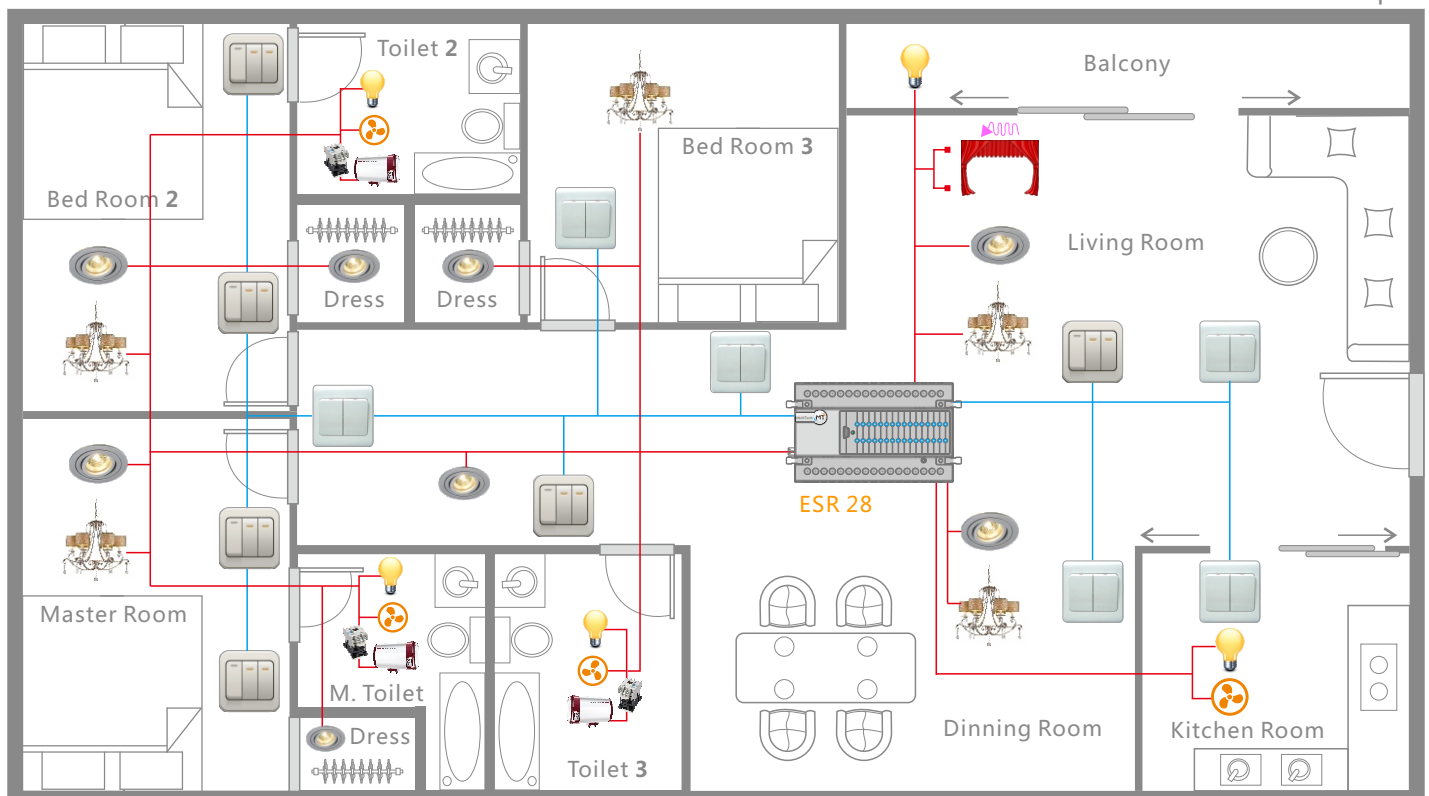 Toilet 2
Balcony
Bed Room 3
Bed Room 2
Living Room
Dress
Dress
MT
ESR 28
Master Room
M. Toilet
Dress
Toilet 3
Dinning Room
Kitchen Room